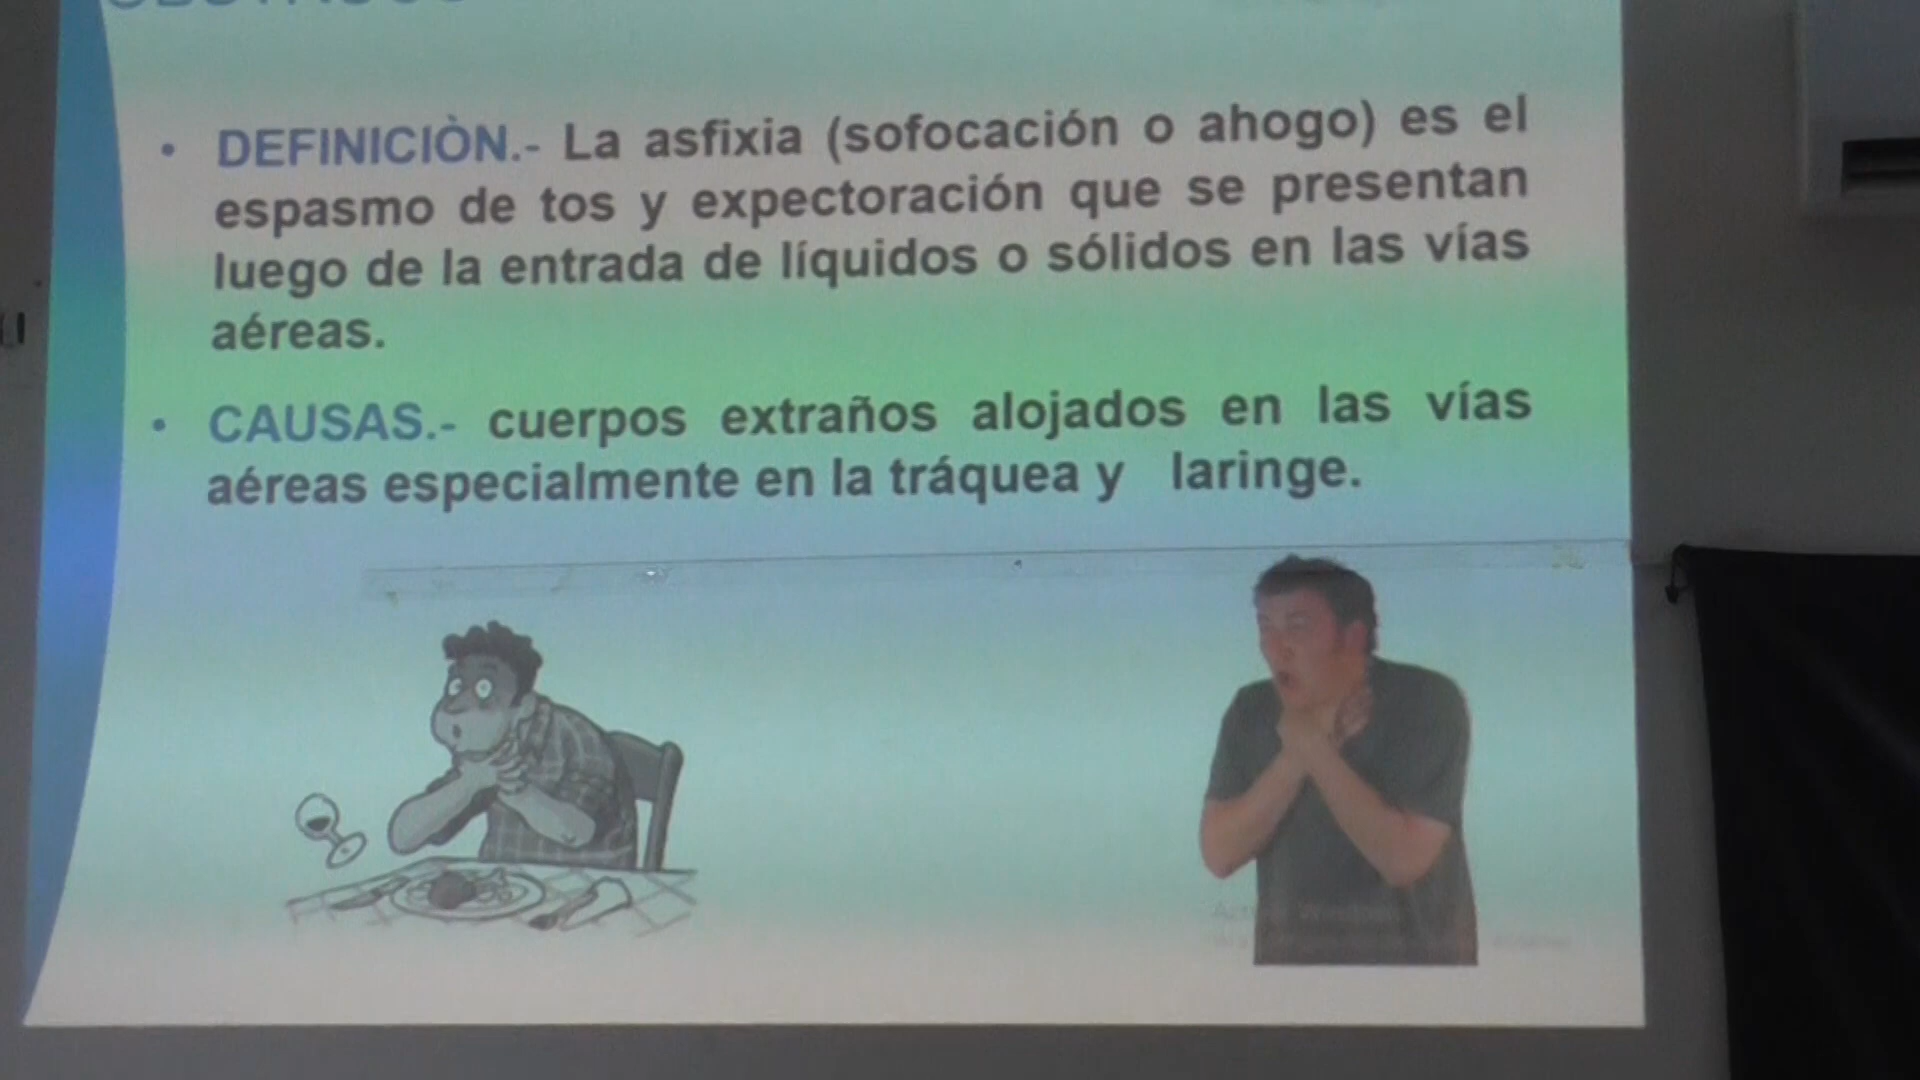 • DEFINICIÒN.- La asfixia (sofocación o ahogo) es el
espasmo de tos y expectoración que se presentan
luego de la entrada de líquidos o sólidos en las vías
aéreas.
• CAUSAS.- cuerpos extraños alojados en las vías
aéreas especialmente en la tráquea y laringe.